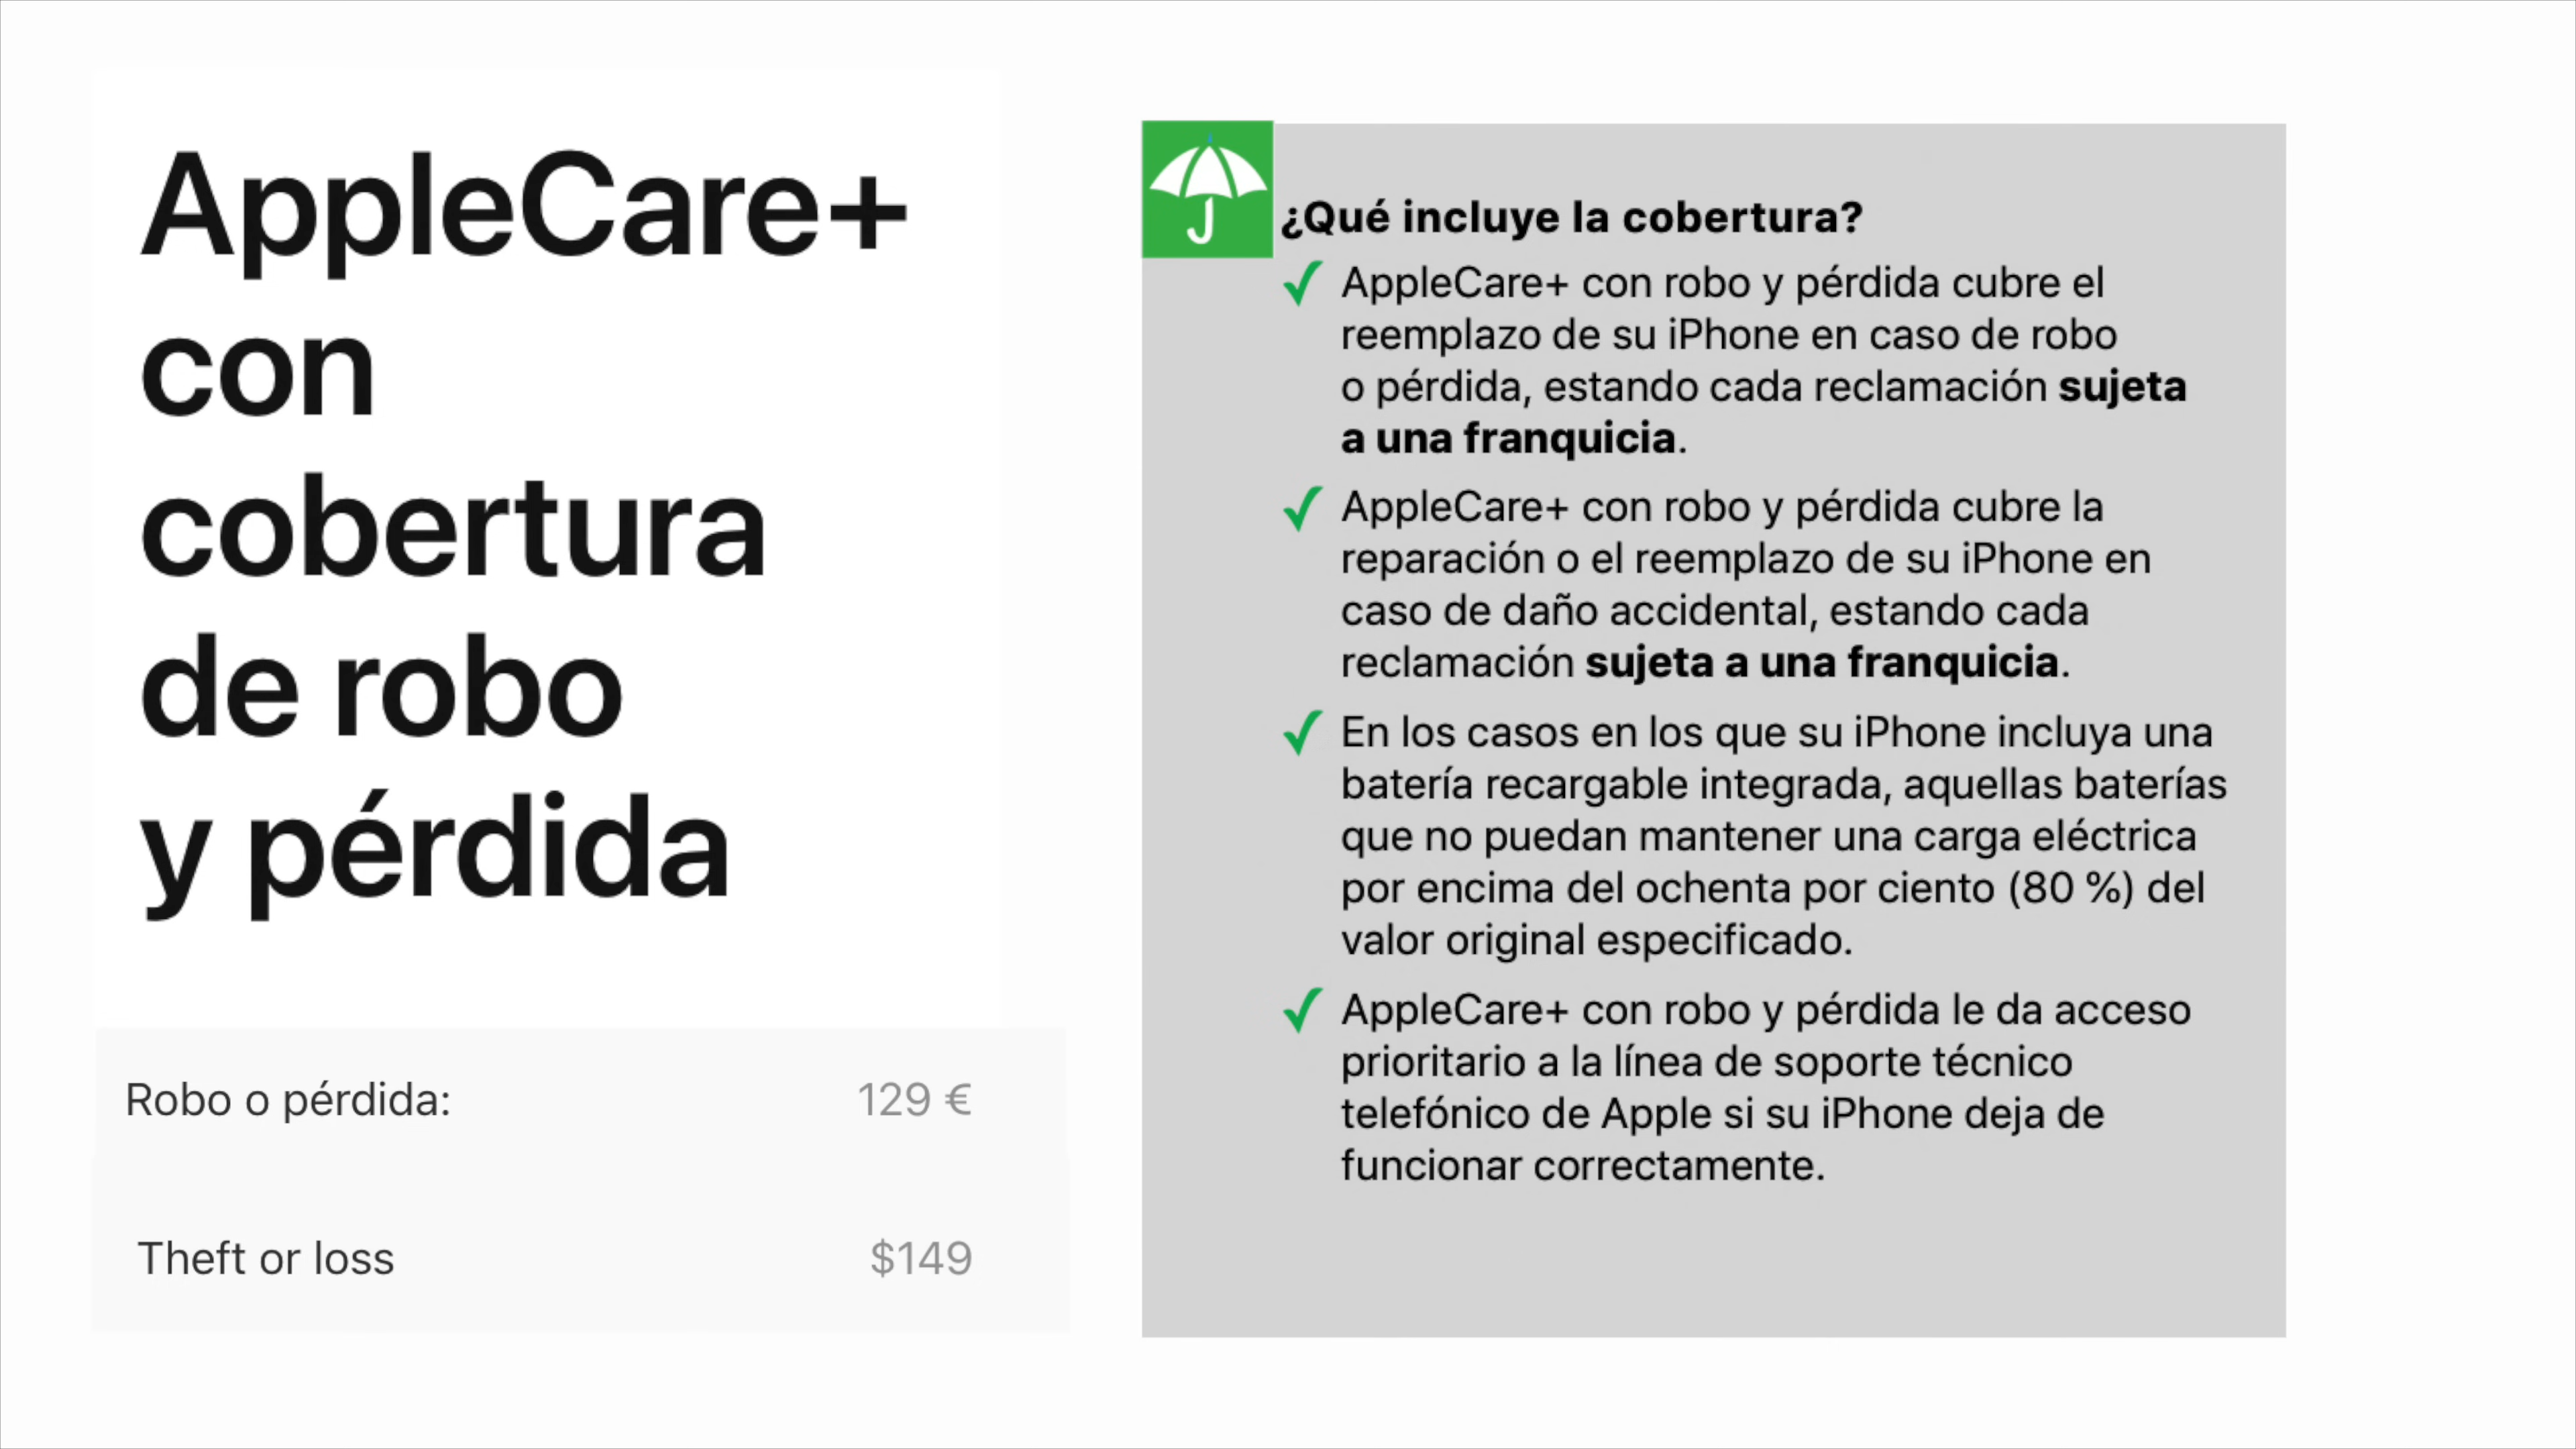 AppleCare+
con
cobertura
de robo
y pérdida
Robo o pérdida: 129 €
Theft or loss $149
¿Qué incluye la cobertura?
AppleCare+ con robo y pérdida cubre el
reemplazo de su iPhone en caso de robo
o pérdida, estando cada reclamación sujeta
a una franquicia.
AppleCare+ con robo y pérdida cubre la
reparación o el reemplazo de su iPhone en
caso de daño accidental, estando cada
reclamación sujeta a una franquicia.
En los casos en los que su iPhone incluya una
batería recargable integrada, aquellas baterías
que no puedan mantener una carga eléctrica
por encima del ochenta por ciento (80 %) del
valor original especificado.
AppleCare+ con robo y pérdida le da acceso
prioritario a la línea de soporte técnico
telefónico de Apple si su iPhone deja de
funcionar correctamente.